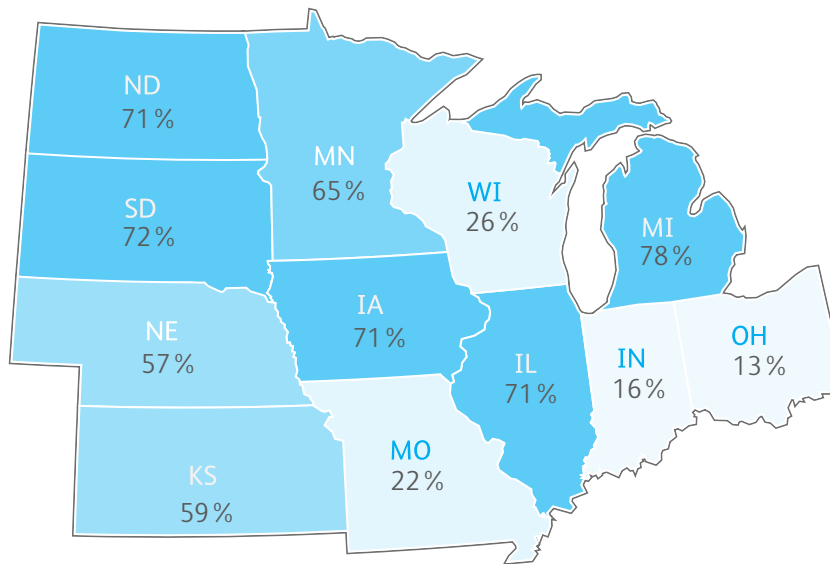 ND
71%
MN
65%
SD
72%
WI
26%
MI
78%
NE
57%
IA
71%
IL
71%
IN
16%
OH
13%
KS
59%
MO
22%